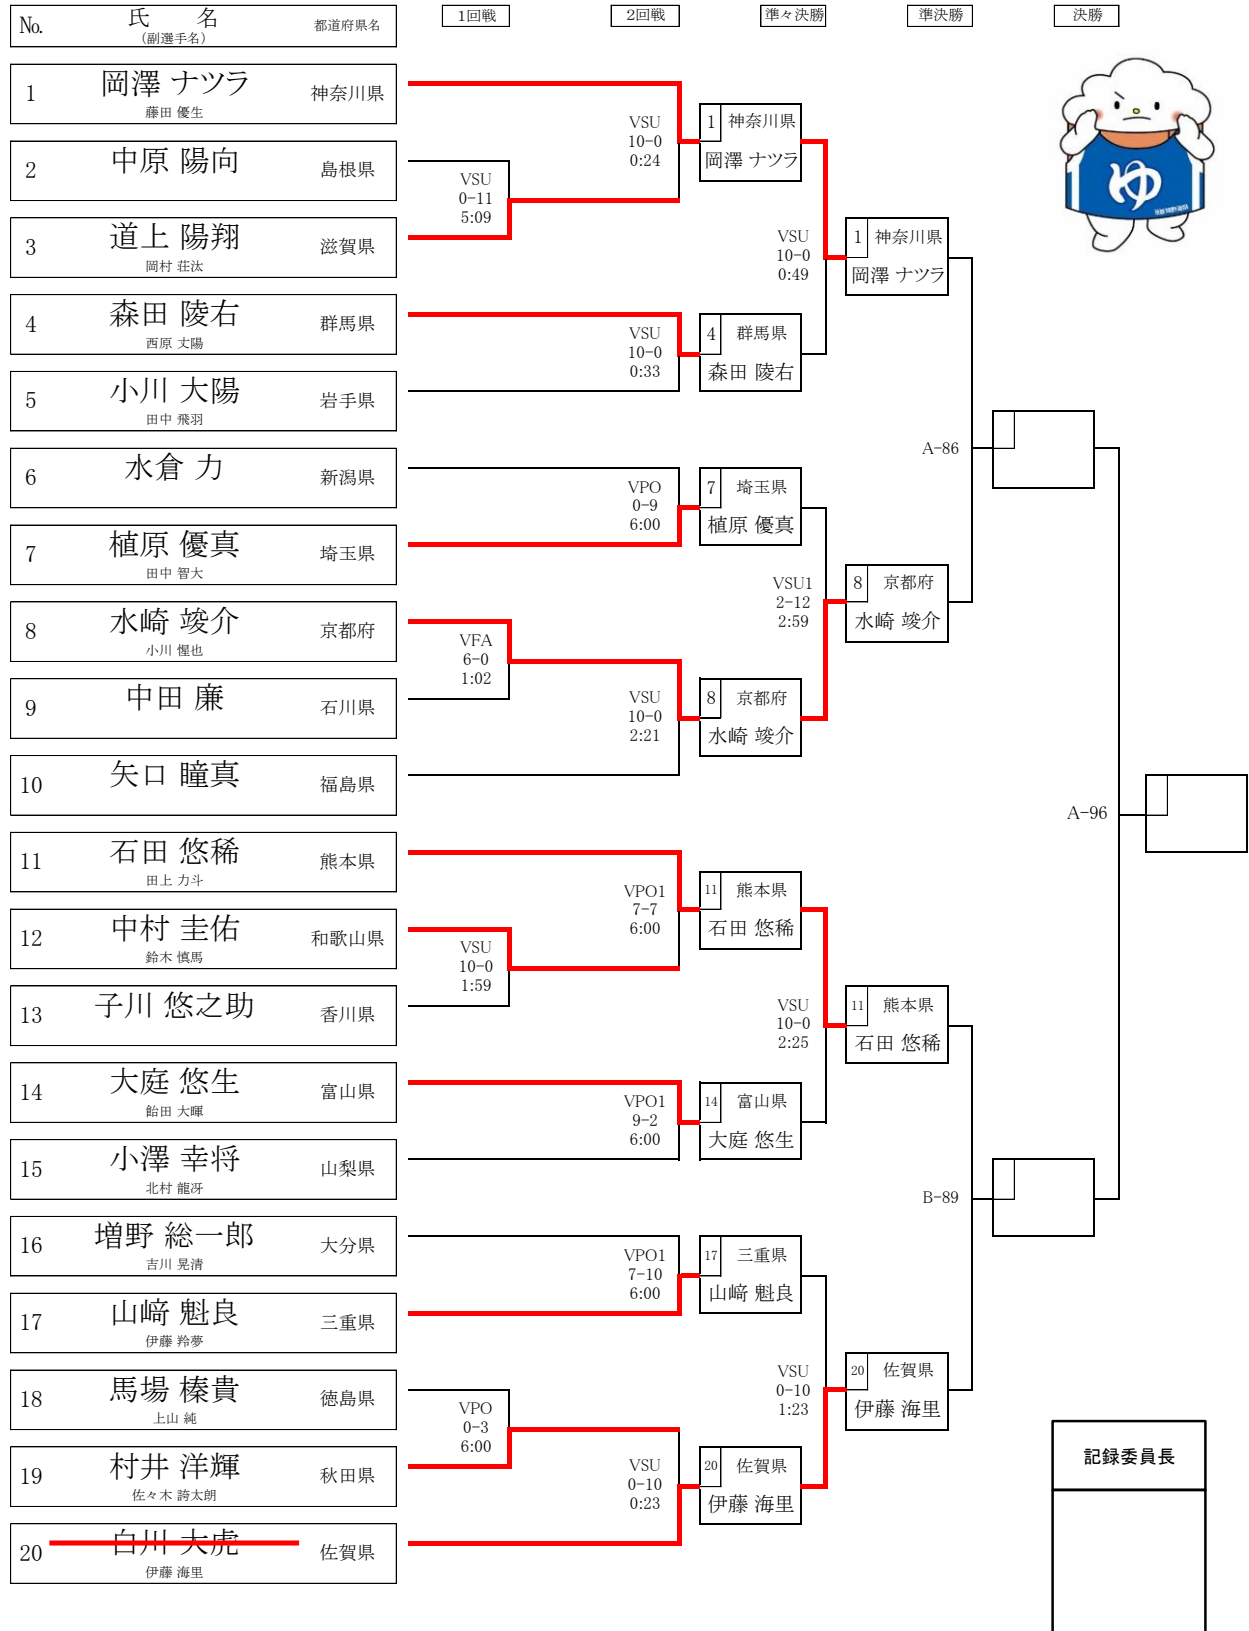 No. 氏 名 (副選手名) 都道府県名 1回戦 2回戦 準々決勝 準決勝 決勝
1 岡澤 ナツラ 神奈川県
藤田 優生
2 中原 陽向 島根県
3 道上 陽翔 滋賀県
岡村 荘汰
4 森田 陵右 群馬県
西原 丈陽
5 小川 大陽 岩手県
田中 飛羽
6 水倉 力 新潟県
7 植原 優真 埼玉県
田中 智大
8 水崎 竣介 京都府
小川 惺也
9 中田 廉 石川県
10 矢口 瞳真 福島県
11 石田 悠稀 熊本県
田上 力斗
12 中村 圭佑 和歌山県
鈴木 慎馬
13 子川 悠之助 香川県
14 大庭 悠生 富山県
飴田 大暉
15 小澤 幸将 山梨県
北村 龍冴
16 増野 総一郎 大分県
吉川 晃清
17 山﨑 魁良 三重県
伊藤 羚夢
18 馬場 榛貴 徳島県
上山 純
19 村井 洋輝 秋田県
佐々木 誇太朗
20 白川 大虎 佐賀県
伊藤 海里
VSU
0-11
5:09
VFA
6-0
1:02
VSU
10-0
1:59
VPO
0-3
6:00
VSU
10-0
0:24
VSU
10-0
0:33
VPO
0-9
6:00
VSU
10-0
2:21
VPO1
7-7
6:00
VPO1
9-2
6:00
VPO1
7-10
6:00
VSU
0-10
0:23
1 神奈川県
岡澤 ナツラ
4 群馬県
森田 陵右
7 埼玉県
植原 優真
8 京都府
水崎 竣介
11 熊本県
石田 悠稀
14 富山県
大庭 悠生
17 三重県
山﨑 魁良
20 佐賀県
伊藤 海里
VSU
10-0
0:49
VSU1
2-12
2:59
VSU
10-0
2:25
VSU
0-10
1:23
1 神奈川県
岡澤 ナツラ
8 京都府
水崎 竣介
11 熊本県
石田 悠稀
20 佐賀県
伊藤 海里
A-86
B-89
A-96
ゆ
記録委員長